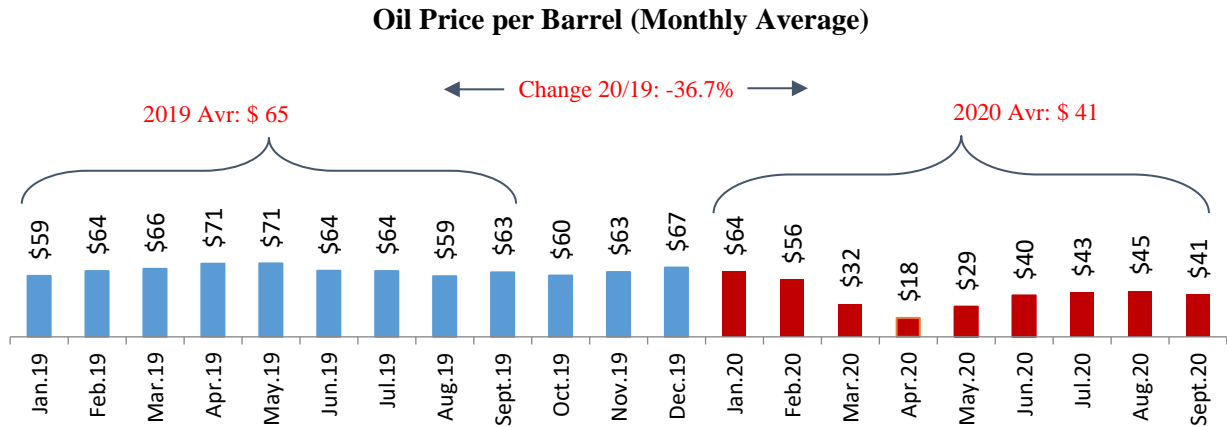 Oil Price per Barrel (Monthly Average)
Change 20/19: -36.7%
2019 Avr: $ 65
2020 Avr: $ 41
$59
$64
$66
$71
$71
$64
$64
$59
$63
$60
$63
$67
$64
$56
$32
$18
$29
$40
$43
$45
$41
Jan.19
Feb.19
Mar.19
Apr.19
May.19
Jun.19
Jul.19
Aug.19
Sept.19
Oct.19
Nov.19
Dec.19
Jan.20
Feb.20
Mar.20
Apr.20
May.20
Jun.20
Jul.20
Aug.20
Sept.20